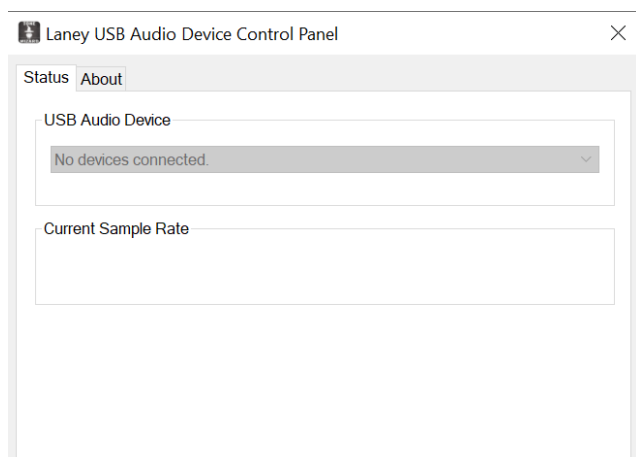 Laney USB Audio Device Control Panel
Status About
USB Audio Device
No devices connected.
Current Sample Rate